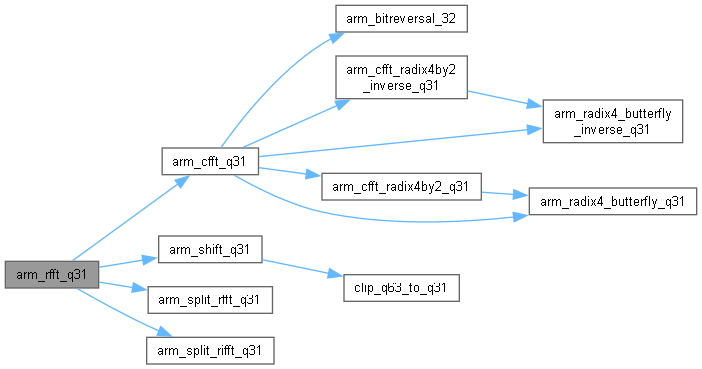 arm_bitreversal_32
arm_cfft_radix4by2
_inverse_q31
arm_radix4_butterfly
_inverse_q31
arm_cfft_q31
arm_cfft_radix4by2_q31
arm_radix4_butterfly_q31
arm_rfft_q31
arm_shift_q31
clip_q63_to_q31
arm_split_rfft_q31
arm_split_rifft_q31